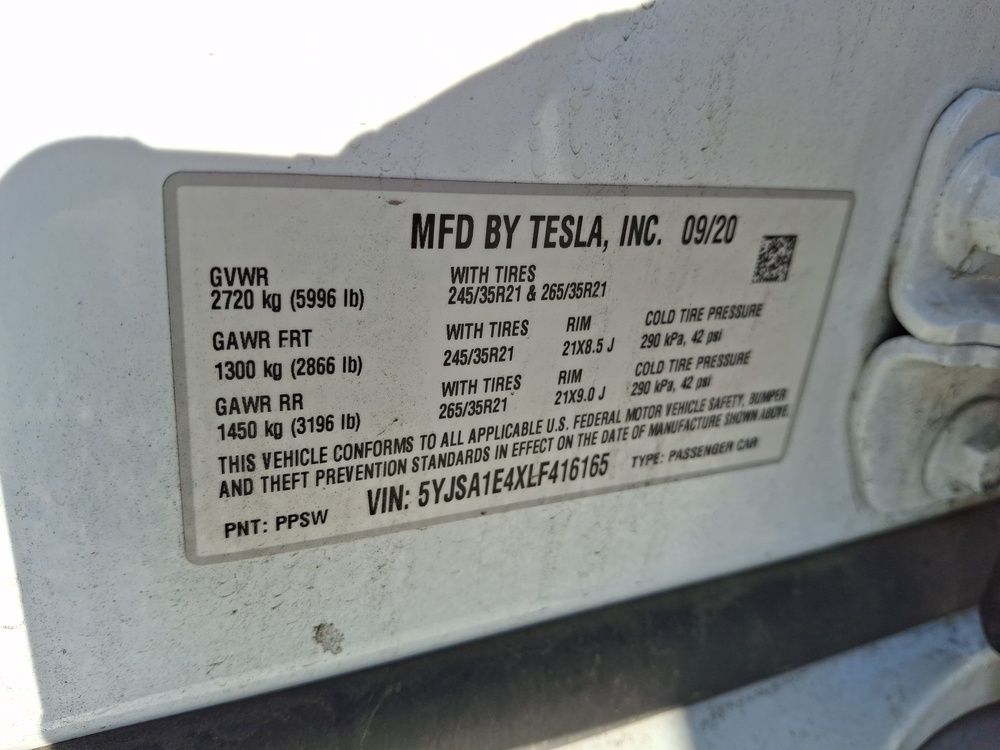 MFD BY TESLA, INC. 09/20
GVWR
2720 kg (5996 lb)
WITH TIRES
245/35R21 & 265/35R21
GAWR FRT
1300 kg (2866 lb)
WITH TIRES
245/35R21
RIM
21X8.5 J
COLD TIRE PRESSURE
290 kPa, 42 psi
GAWR RR
1450 kg (3196 lb)
WITH TIRES
265/35R21
RIM
21X9.0 J
COLD TIRE PRESSURE
290 kPa, 42 psi
THIS VEHICLE CONFORMS TO ALL APPLICABLE U.S. FEDERAL MOTOR VEHICLE SAFETY, BUMPER
AND THEFT PREVENTION STANDARDS IN EFFECT ON THE DATE OF MANUFACTURE SHOWN ABOVE.
PNT: PPSW
VIN: 5YJSA1E4XLF416165
TYPE: PASSENGER CAR